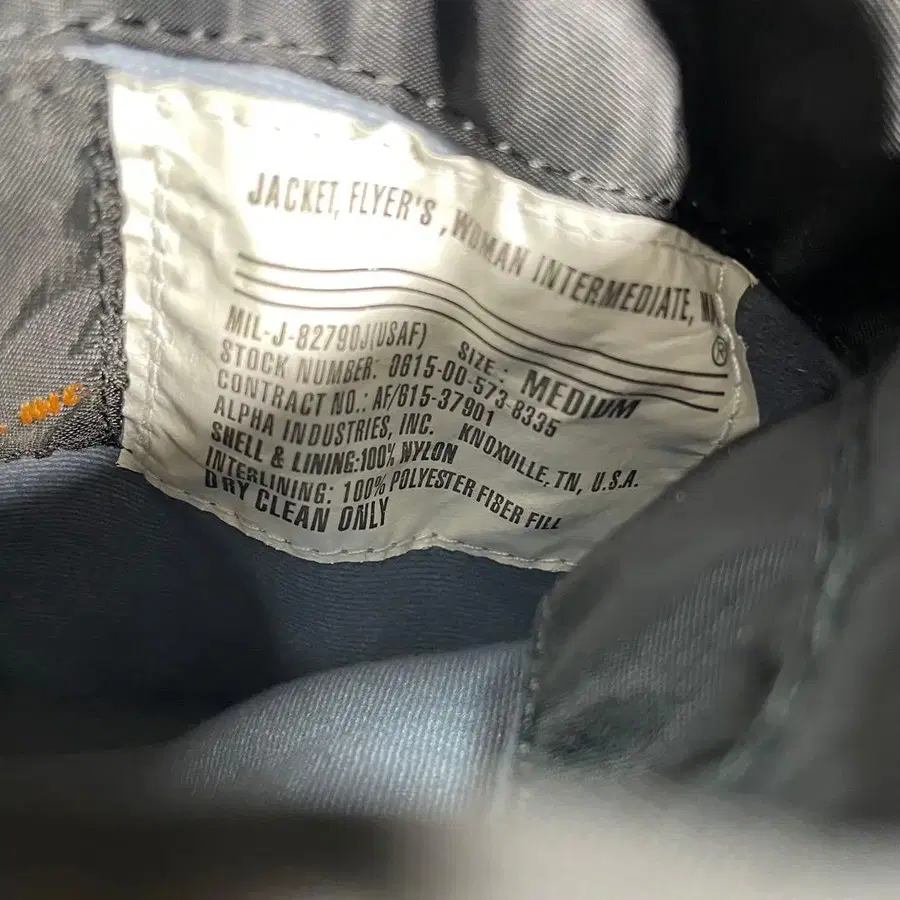 JACKET, FLYER'S, WOMAN INTERMEDIATE,
®
MIL-J-82790J(USAF) SIZE: MEDIUM
STOCK NUMBER: 0815-00-573-8335
CONTRACT NO.: AF/615-37901
ALPHA INDUSTRIES, INC. KNOXVILLE, TN, U.S.A.
SHELL & LINING:100% NYLON
INTERLINING: 100% POLYESTER FIBER FILL
DRY CLEAN ONLY